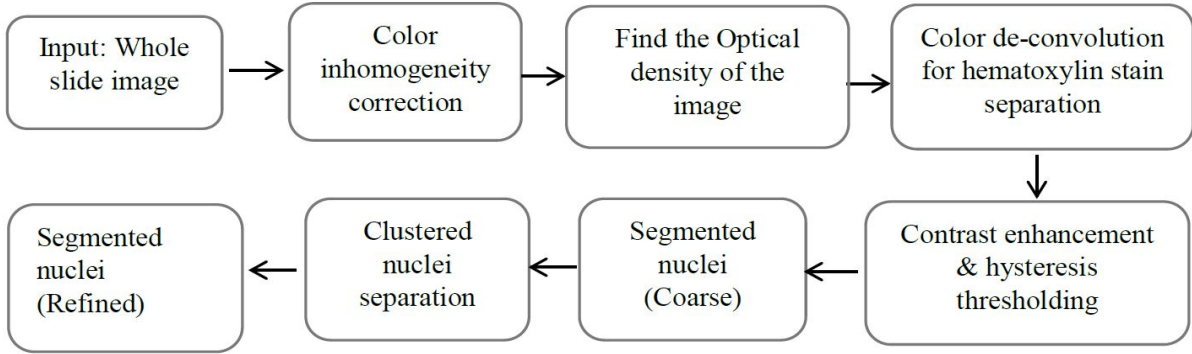 Input: Whole
slide image
Color
inhomogeneity
correction
Find the Optical
density of the
image
Color de-convolution
for hematoxylin stain
separation
Contrast enhancement
& hysteresis
thresholding
Segmented
nuclei
(Coarse)
Clustered
nuclei
separation
Segmented
nuclei
(Refined)